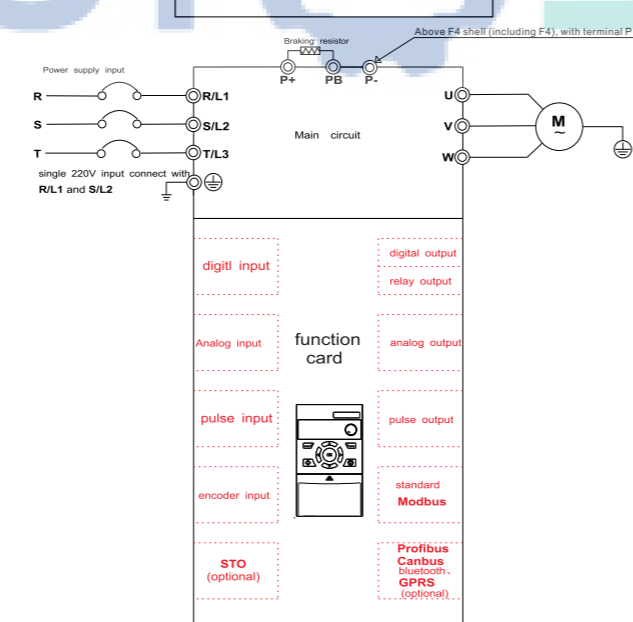 Above F4 shell (including F4), with terminal P
Braking resistor
P+ PB P-
Power supply input
R
R/L1
S
S/L2
T
T/L3
single 220V input connect with
R/L1 and S/L2
Main circuit
U
V
W
M
~
digitl input
digital output
relay output
Analog input
function
card
analog output
pulse input
pulse output
encoder input
standard
Modbus
STO
(optional)
Profibus
Canbus
bluetooth、
GPRS
(optional)